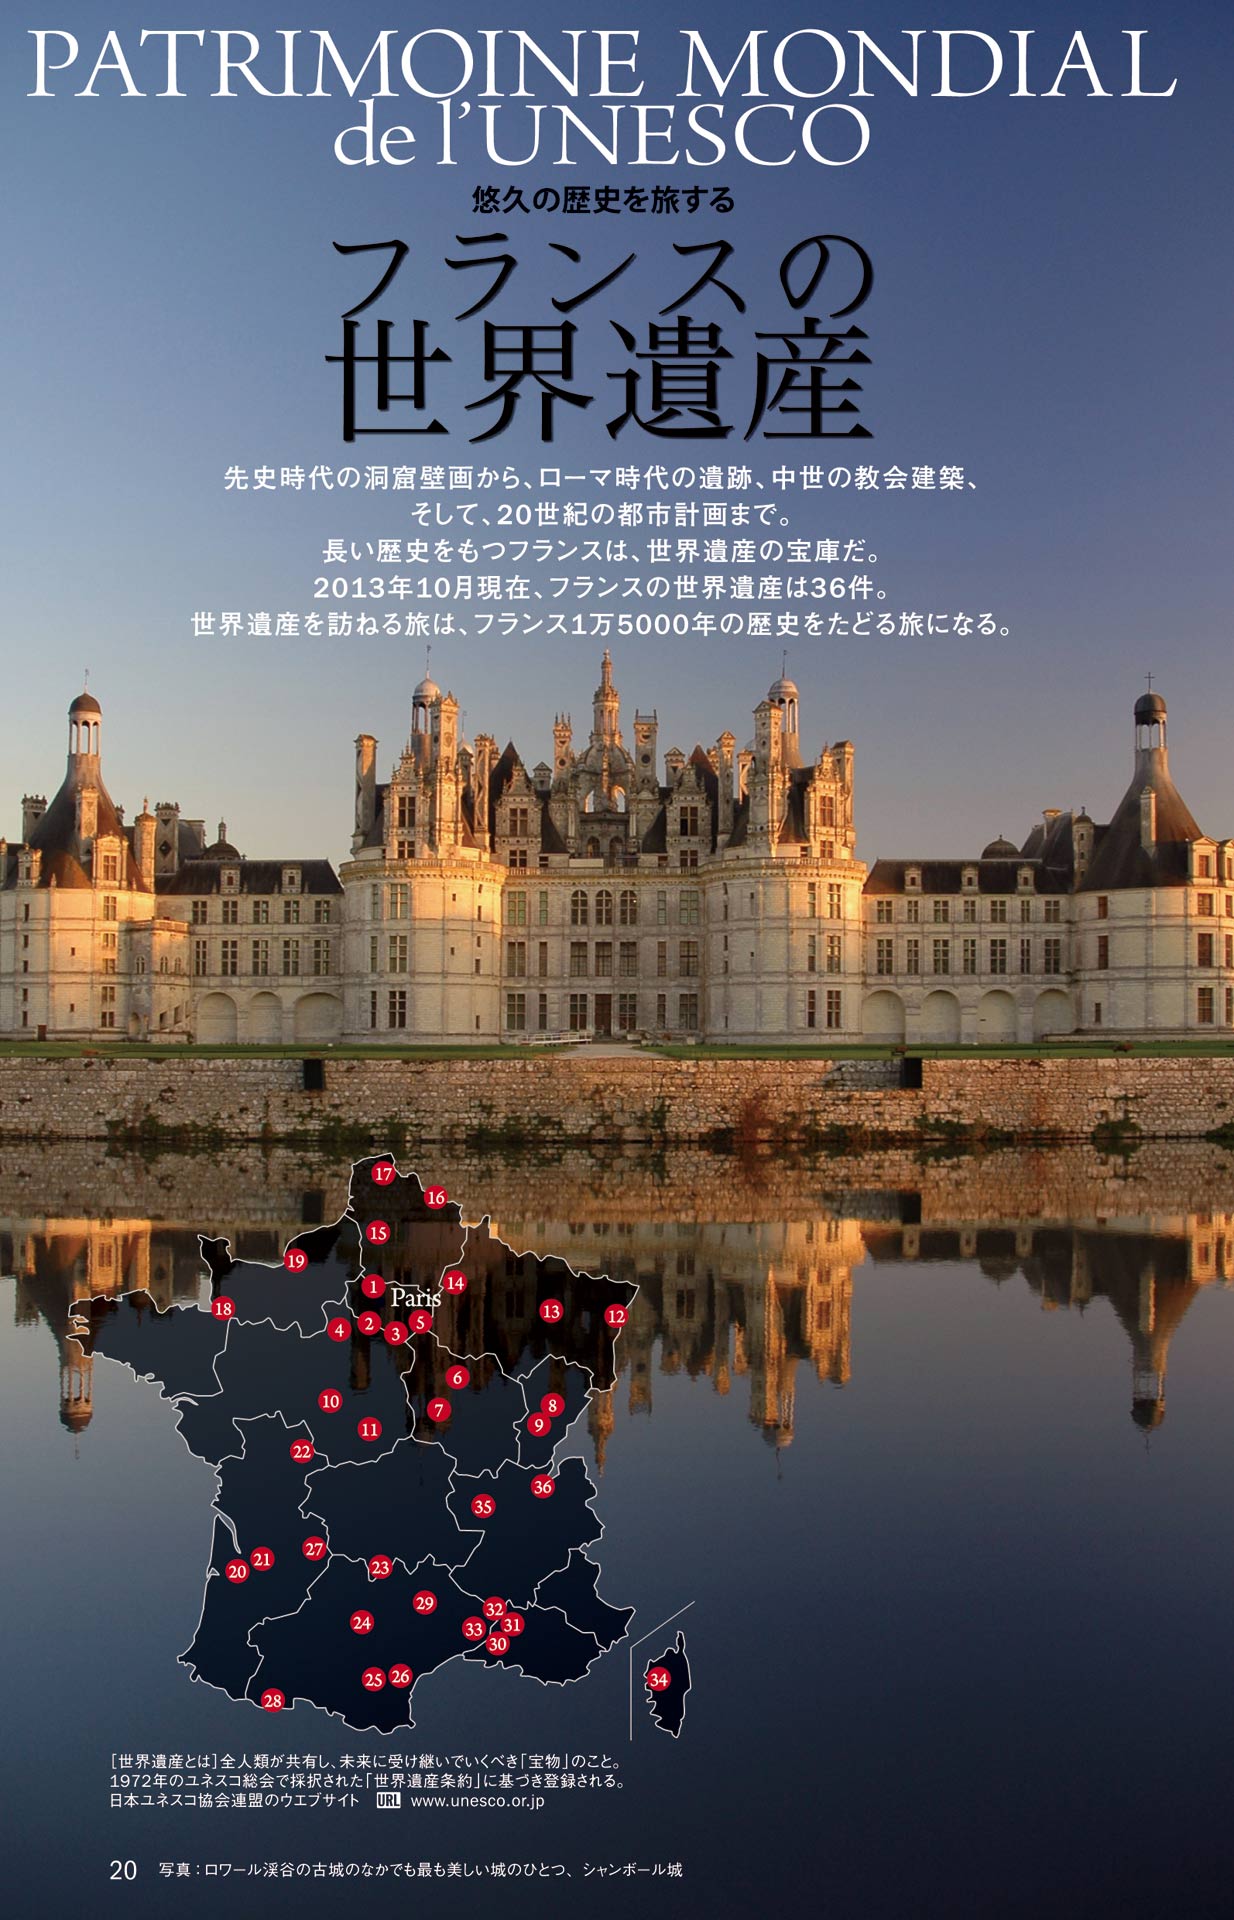 PATRIMOINE MONDIAL
de l'UNESCO
悠久の歴史を旅する
フランスの
世界遺産
先史時代の洞窟壁画から、ローマ時代の遺跡、中世の教会建築、
そして、20世紀の都市計画まで。
長い歴史をもつフランスは、世界遺産の宝庫だ。
2013年10月現在、フランスの世界遺産は36件。
世界遺産を訪ねる旅は、フランス1万5000年の歴史をたどる旅になる。
17
16
15
19
1
14
Paris
18
13
12
4
2
3
5
6
10
7
8
9
11
22
36
35
27
21
20
23
29
24
32
33
31
30
25
26
28
34
［世界遺産とは］全人類が共有し、未来に受け継いでいくべき「宝物」のこと。
1972年のユネスコ総会で採択された「世界遺産条約」に基づき登録される。
日本ユネスコ協会連盟のウエブサイト URL www.unesco.or.jp
20 写真：ロワール渓谷の古城のなかでも最も美しい城のひとつ、シャンボール城